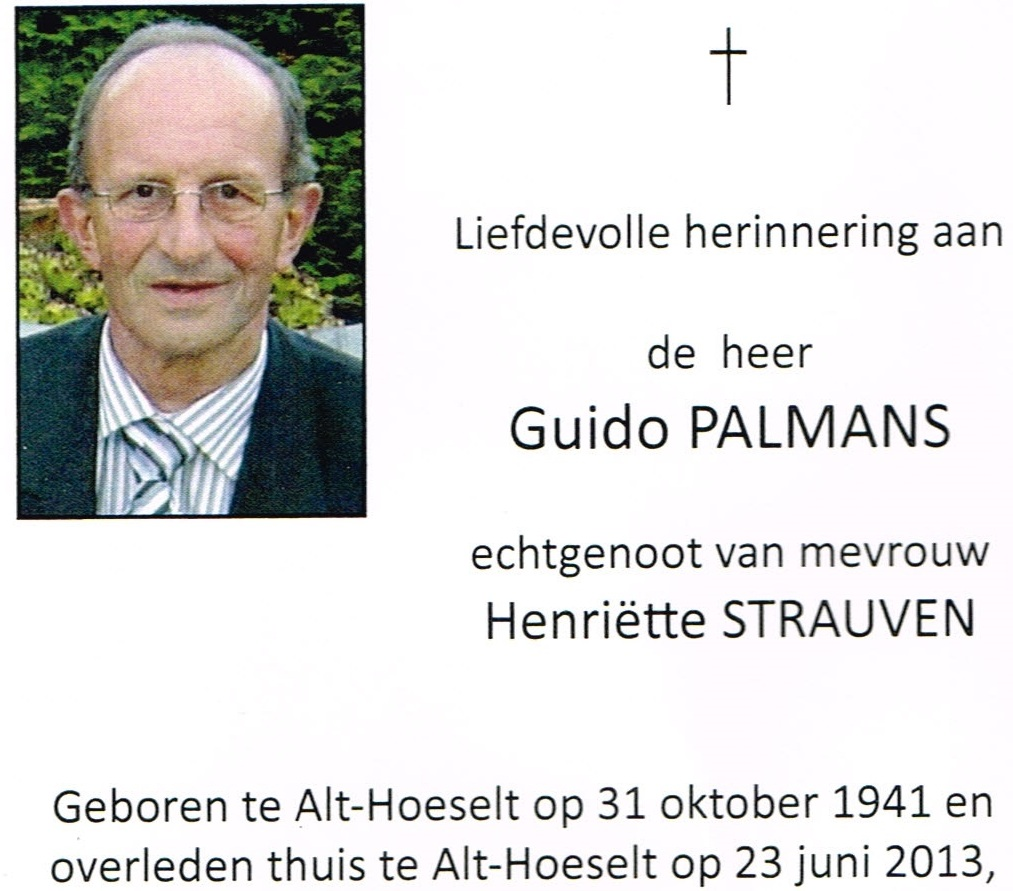 Liefdevolle herinnering aan
de heer
Guido PALMANS
echtgenoot van mevrouw
Henriëtte STRAUVEN
Geboren te Alt-Hoeselt op 31 oktober 1941 en
overleden thuis te Alt-Hoeselt op 23 juni 2013,